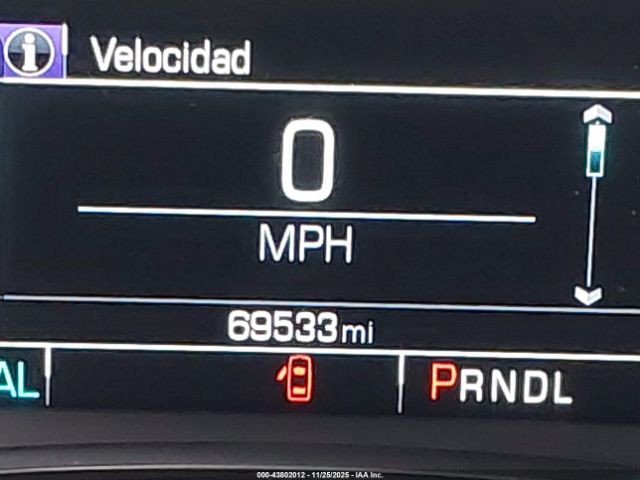 i Velocidad
0
MPH
69533 mi
AL
PRNDL
000-43802012 - 11/25/2025 - IAA Inc.